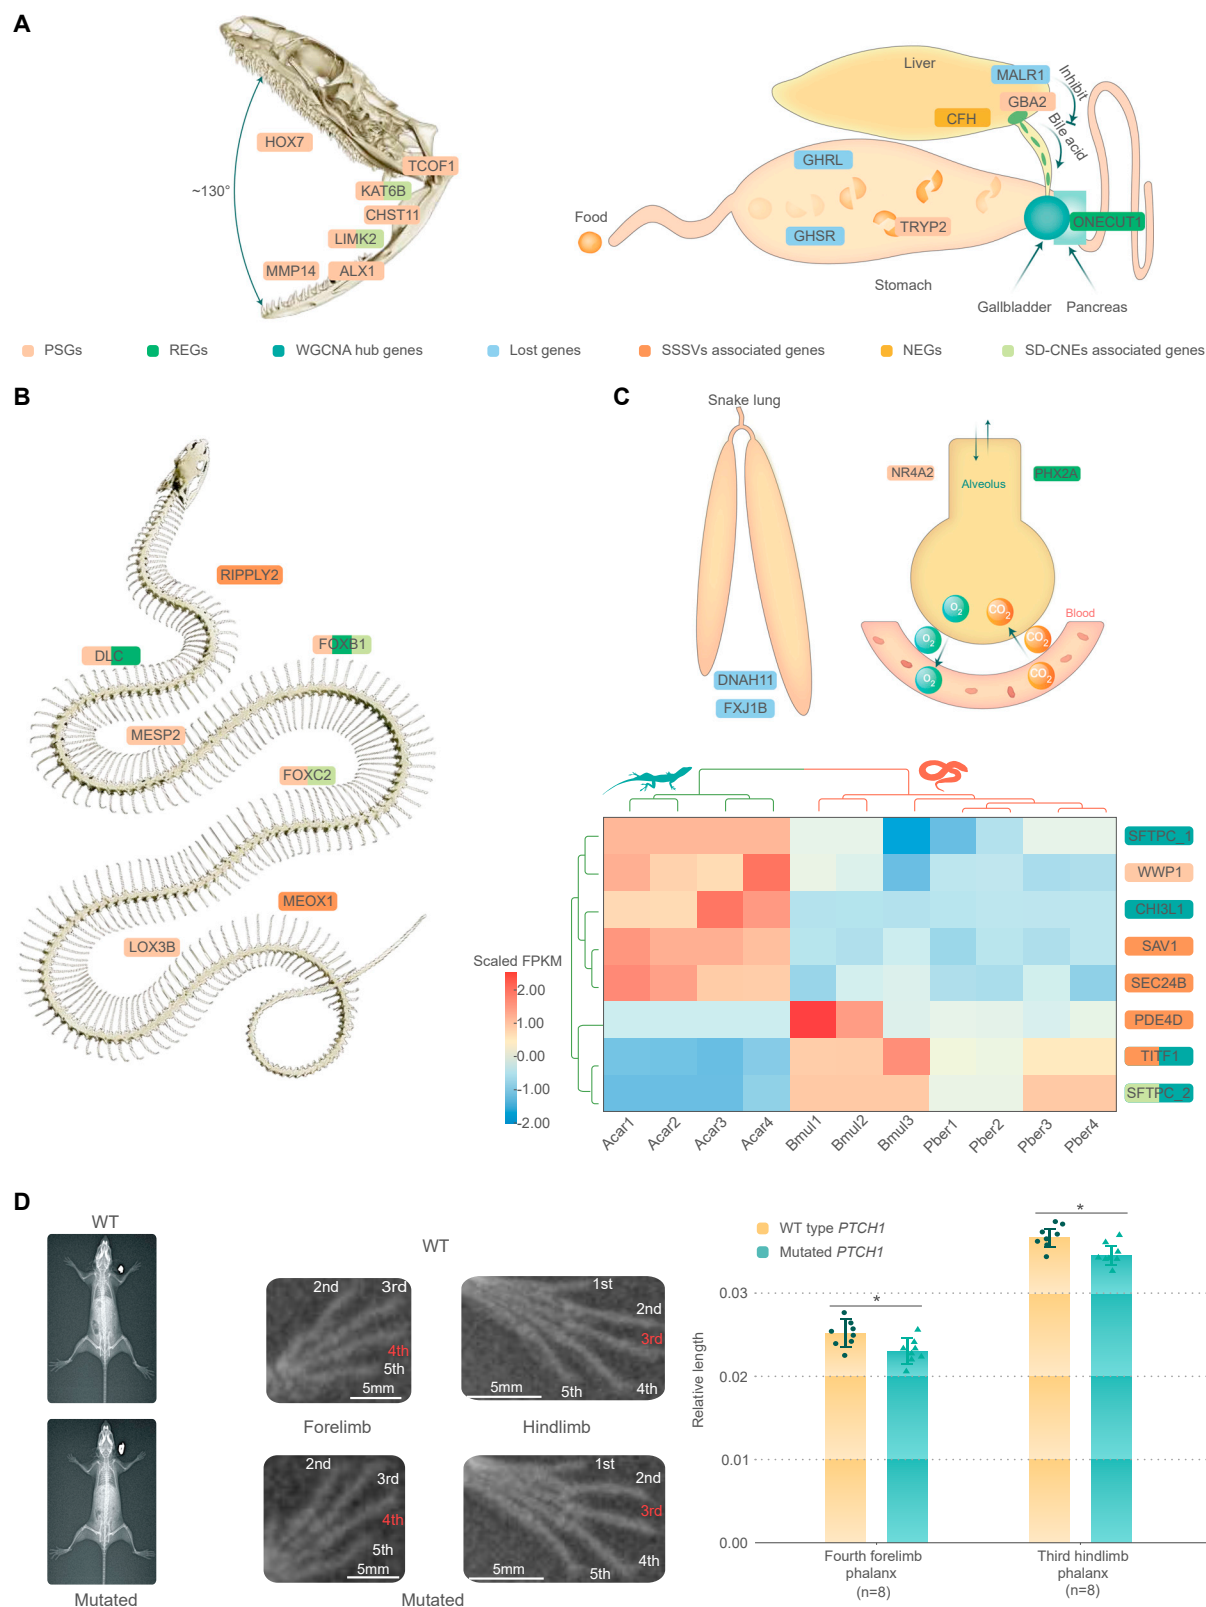 A
HOX7
TCOF1
KAT6B
~130°
CHST11
LIMK2
MMP14
ALX1
Liver
MALR1
Inhibit
GBA2
CFH
Bile acid
GHRL
Food
TRYP2
GHSR
ONECUT1
Stomach
Gallbladder
Pancreas
PSGs
REGs
WGCNA hub genes
Lost genes
SSSVs associated genes
NEGs
SD-CNEs associated genes
B
RIPPLY2
FOXB1
DLC
MESP2
FOXC2
MEOX1
LOX3B
C
Snake lung
DNAH11
FXJ1B
NR4A2
PHX2A
Alveolus
Blood
O2
CO2
O2
CO2
O2
CO2
SFTPC_1
WWP1
CHI3L1
SAV1
SEC24B
PDE4D
TITF1
SFTPC_2
Scaled FPKM
2.00
1.00
0.00
-1.00
-2.00
Acar1
Acar2
Acar3
Acar4
Bmul1
Bmul2
Bmul3
Pber1
Pber2
Pber3
Pber4
D
WT
Mutated
WT
2nd
3rd
4th
5th
5mm
1st
2nd
3rd
4th
5th
5mm
Forelimb
Hindlimb
2nd
3rd
4th
5th
5mm
1st
2nd
3rd
4th
5th
5mm
Mutated
WT type PTCH1
Mutated PTCH1
*
*
Relative length
0.03
0.02
0.01
0.00
Fourth forelimb
phalanx
(n=8)
Third hindlimb
phalanx
(n=8)